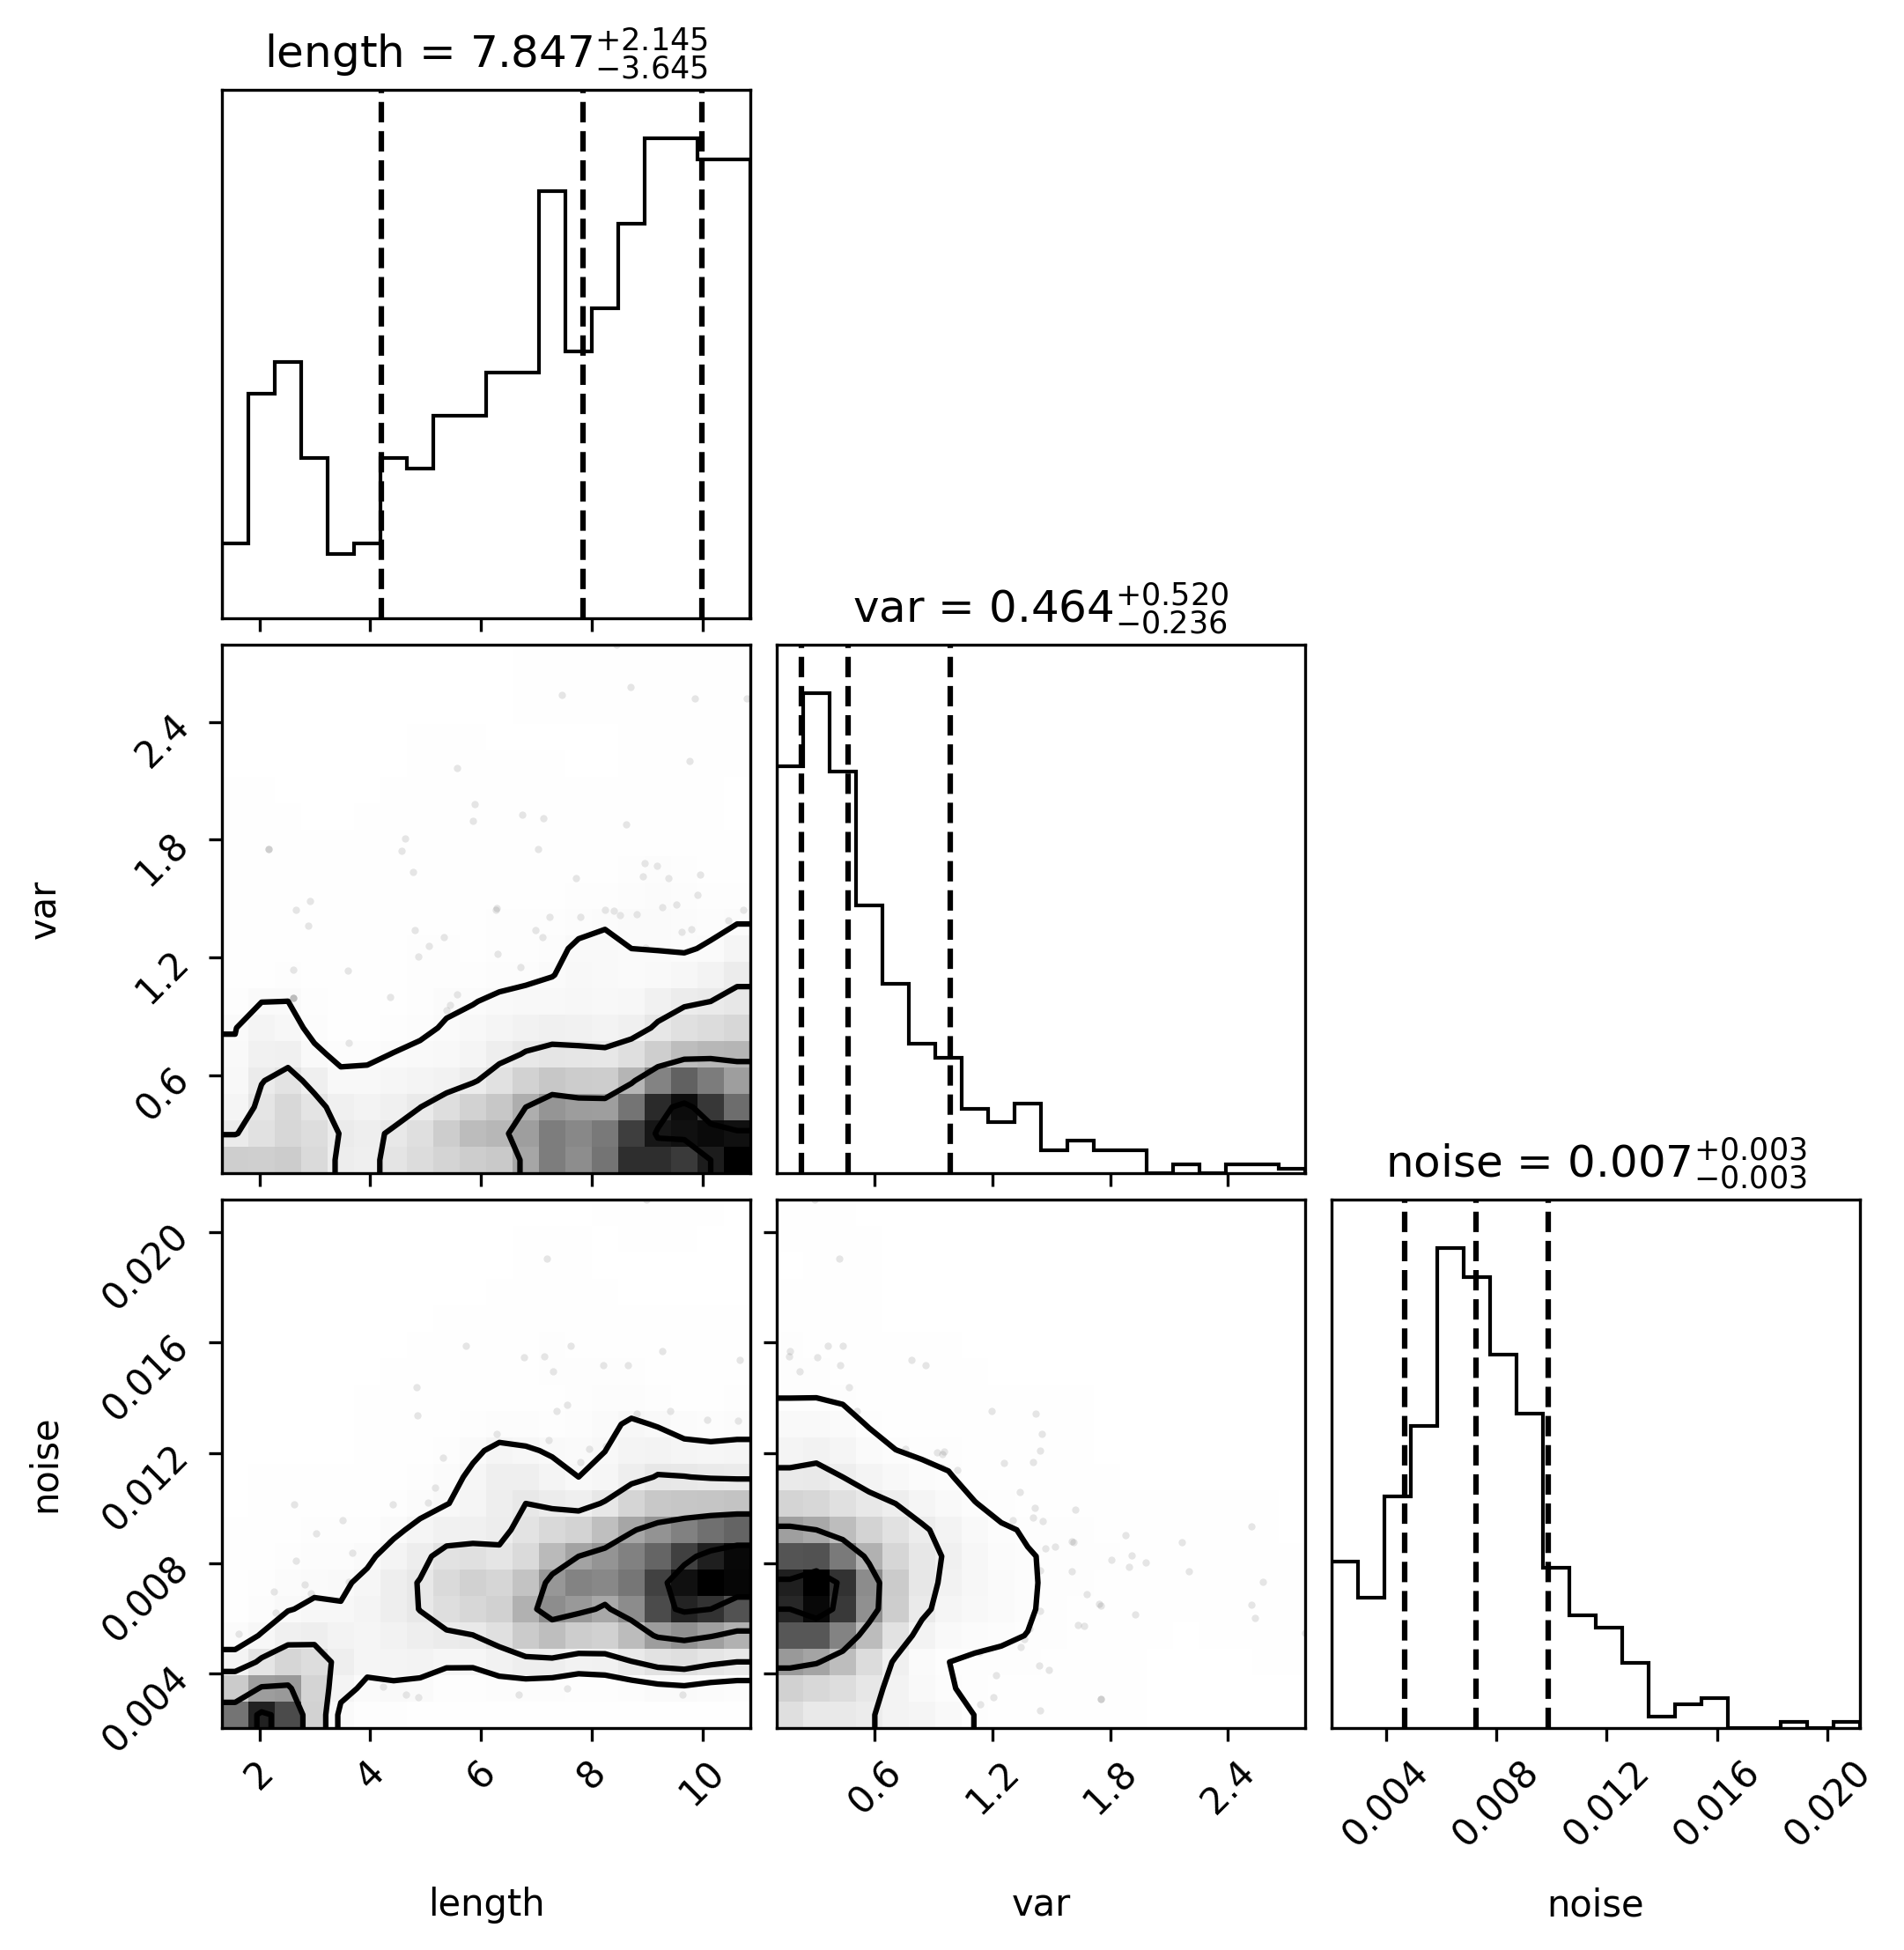 length = 7.847+2.145−3.645
var = 0.464+0.520−0.236
2.4
1.8
1.2
0.6
var
noise = 0.007+0.003−0.003
0.020
0.016
0.012
0.008
0.004
noise
2 4 6 8 10 0.6 1.2 1.8 2.4 0.004 0.008 0.012 0.016 0.020
length var noise